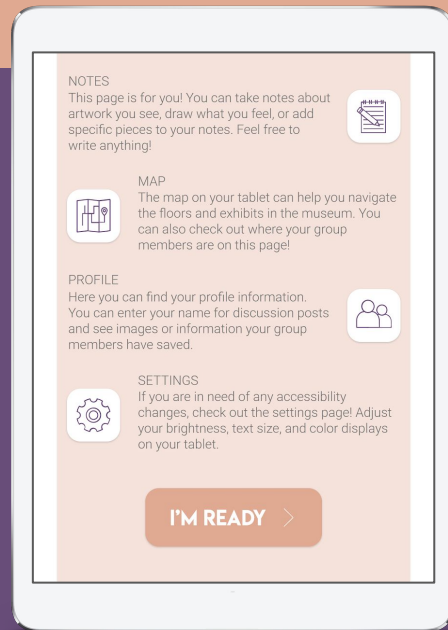 NOTES
This page is for you! You can take notes about
artwork you see, draw what you feel, or add
specific pieces to your notes. Feel free to
write anything!
MAP
The map on your tablet can help you navigate
the floors and exhibits in the museum. You
can also check out where your group
members are on this page!
PROFILE
Here you can find your profile information.
You can enter your name for discussion posts
and see images or information your group
members have saved.
SETTINGS
If you are in need of any accessibility
changes, check out the settings page! Adjust
your brightness, text size, and color displays
on your tablet.
I'M READY